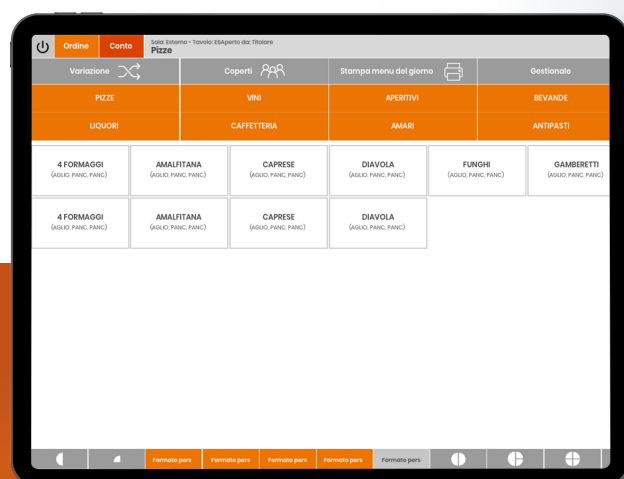 Ordine
Conto
Sala: Esterno - Tavolo: E6Aperto da: Titolare
Pizze
Variazione
Coperti
Stampa menu del giorno
Gestionale
PIZZE
VINI
APERITIVI
BEVANDE
LIQUORI
CAFFETTERIA
AMARI
ANTIPASTI
4 FORMAGGI
(AGLIO, PANC, PANC)
AMALFITANA
(AGLIO, PANC, PANC)
CAPRESE
(AGLIO, PANC, PANC)
DIAVOLA
(AGLIO, PANC, PANC)
FUNGHI
(AGLIO, PANC, PANC)
GAMBERETTI
(AGLIO, PANC, PANC)
4 FORMAGGI
(AGLIO, PANC, PANC)
AMALFITANA
(AGLIO, PANC, PANC)
CAPRESE
(AGLIO, PANC, PANC)
DIAVOLA
(AGLIO, PANC, PANC)
Formato pers
Formato pers
Formato pers
Formato pers
Formato pers